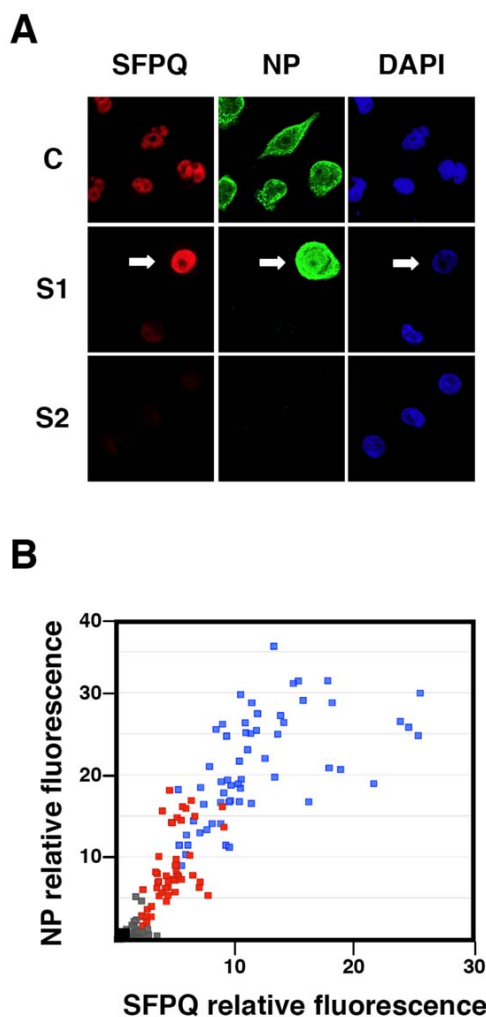 A
SFPQ NP DAPI
C
S1
S2
B
NP relative fluorescence
40
30
20
10
10 20 30
SFPQ relative fluorescence